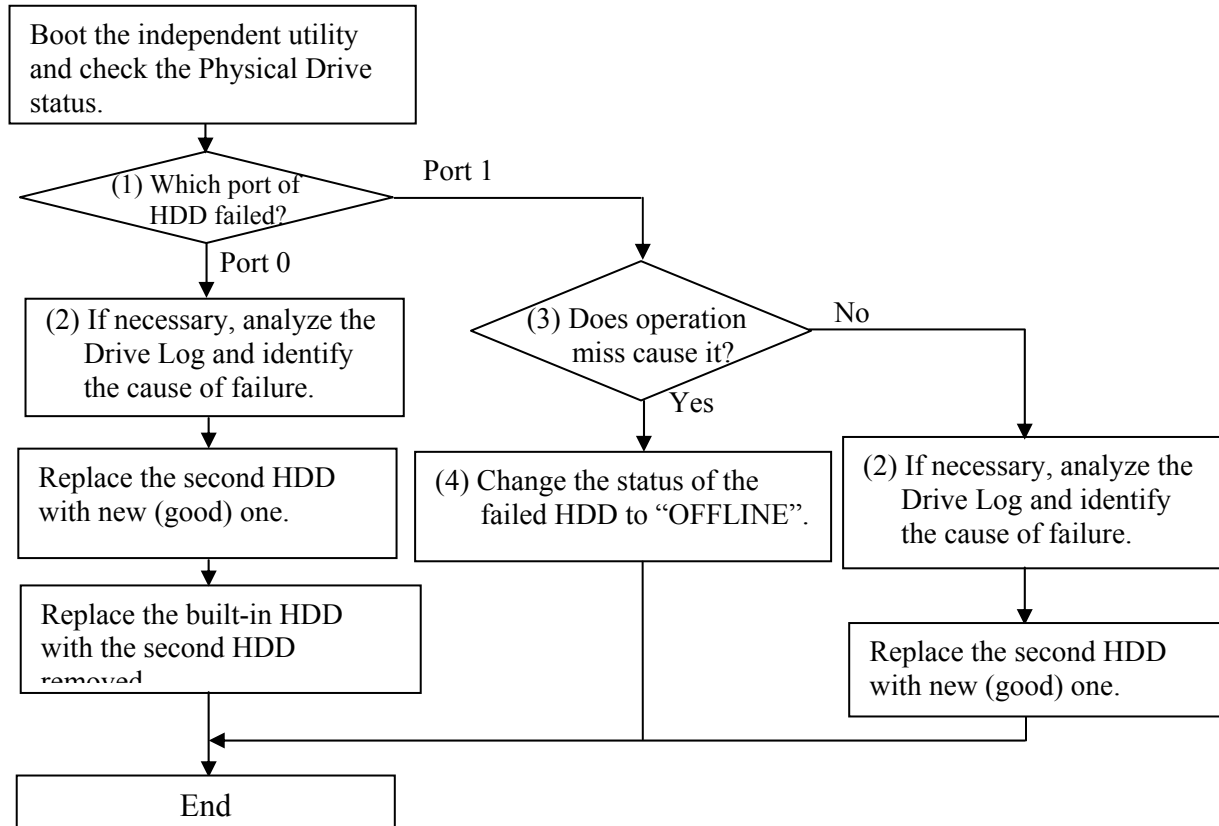 Boot the independent utility
and check the Physical Drive
status.
(1) Which port of
HDD failed?
Port 1
Port 0
(2) If necessary, analyze the
Drive Log and identify
the cause of failure.
Replace the second HDD
with new (good) one.
Replace the built-in HDD
with the second HDD
removed
(3) Does operation
miss cause it?
No
Yes
(4) Change the status of the
failed HDD to “OFFLINE”.
(2) If necessary, analyze the
Drive Log and identify
the cause of failure.
Replace the second HDD
with new (good) one.
End